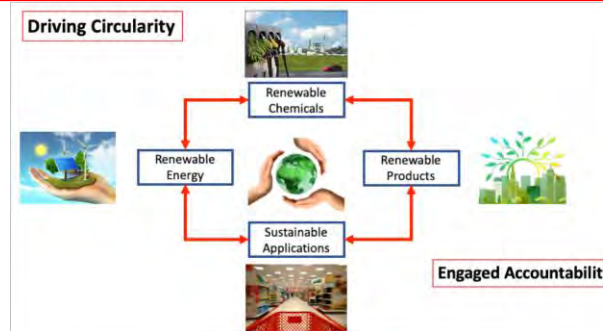 Driving Circularity
Renewable
Chemicals
Renewable
Energy
Renewable
Products
Sustainable
Applications
Engaged Accountabilit